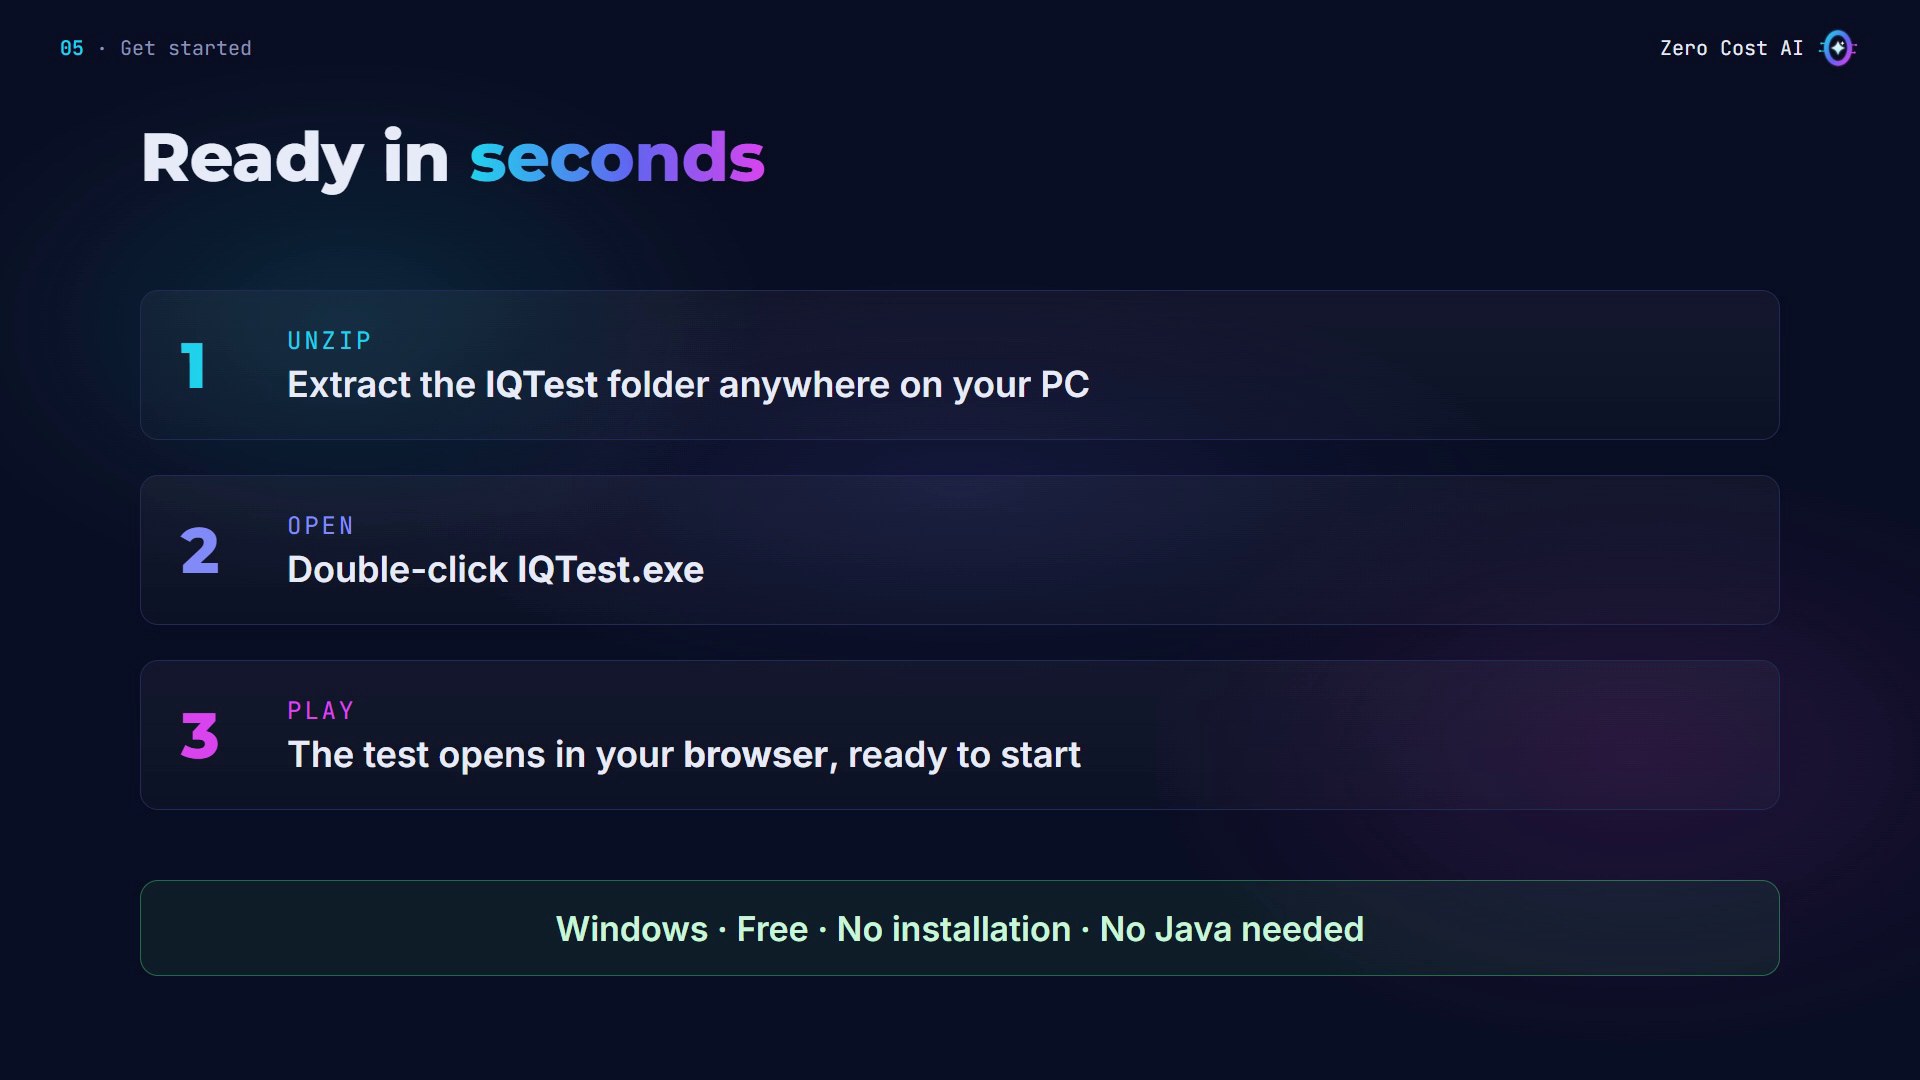 05 · Get started
Zero Cost AI
Ready in seconds
1
UNZIP
Extract the IQTest folder anywhere on your PC
2
OPEN
Double-click IQTest.exe
3
PLAY
The test opens in your browser, ready to start
Windows · Free · No installation · No Java needed